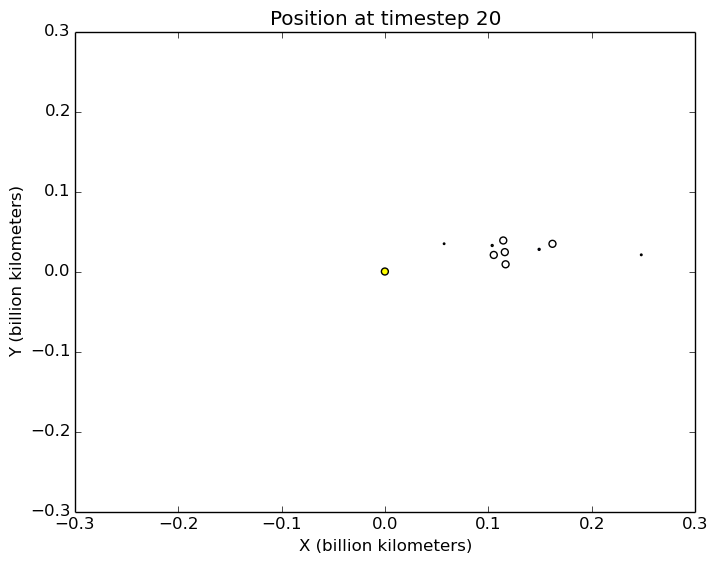 Position at timestep 20
0.3
0.2
0.1
0.0
−0.1
−0.2
−0.3
Y (billion kilometers)
−0.3 −0.2 −0.1 0.0 0.1 0.2 0.3
X (billion kilometers)